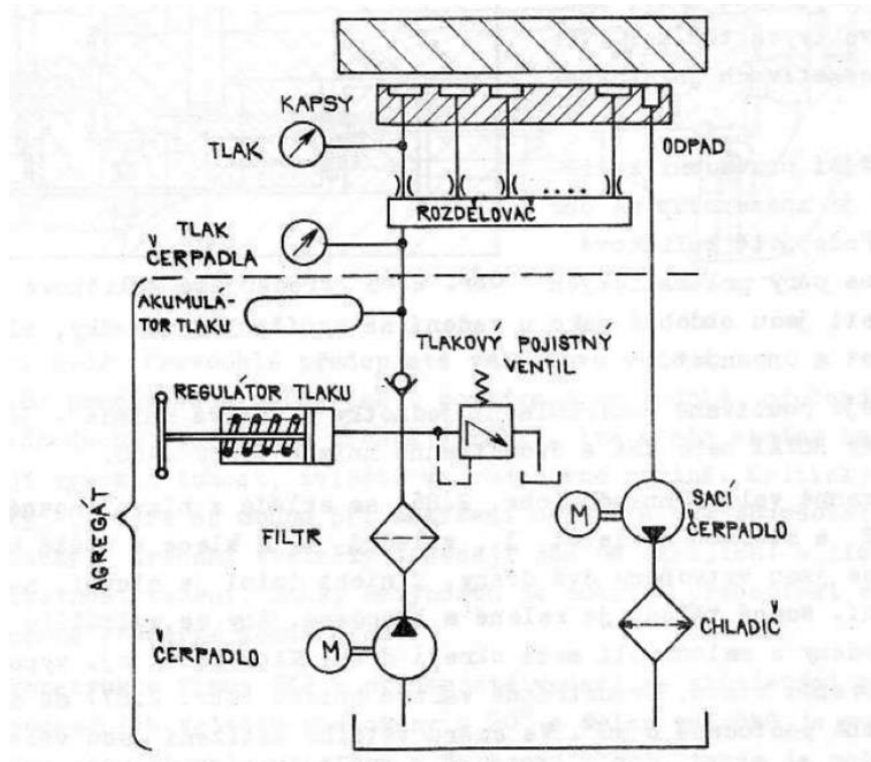 KAPSY
TLAK
ODPAD
ROZDĚLOVAČ
TLAK
ČERPADLA
AKUMULÁ-
TOR TLAKU
TLAKOVÝ POJISTNÝ
VENTIL
REGULÁTOR TLAKU
AGREGÁT
FILTR
M
SACÍ
ČERPADLO
ČERPADLO
M
CHLADIČ